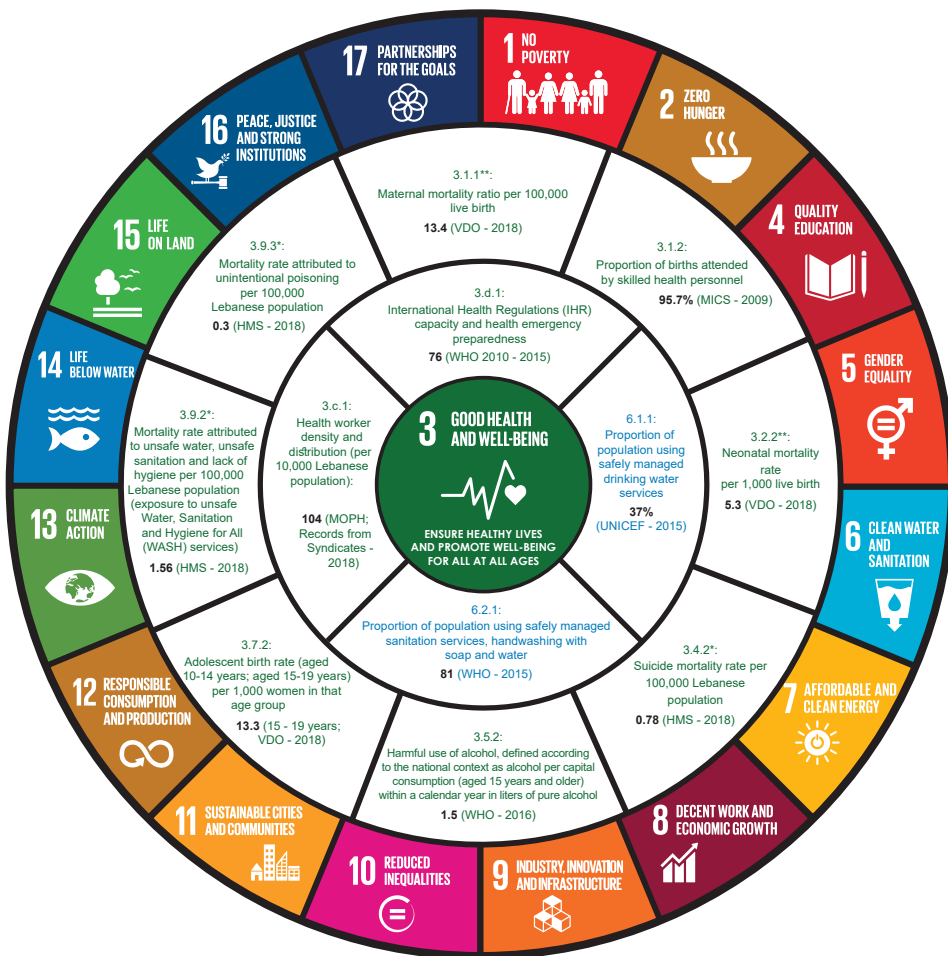 1 NO
POVERTY
2 ZERO
HUNGER
4 QUALITY
EDUCATION
5 GENDER
EQUALITY
6 CLEAN WATER
AND
SANITATION
7 AFFORDABLE AND
CLEAN ENERGY
8 DECENT WORK AND
ECONOMIC GROWTH
9 INDUSTRY, INNOVATION
AND INFRASTRUCTURE
10 REDUCED
INEQUALITIES
11 SUSTAINABLE CITIES
AND COMMUNITIES
12 RESPONSIBLE
CONSUMPTION
AND PRODUCTION
13 CLIMATE
ACTION
14 LIFE
BELOW WATER
15 LIFE
ON LAND
16 PEACE, JUSTICE
AND STRONG
INSTITUTIONS
17 PARTNERSHIPS
FOR THE GOALS
3.1.1**:
Maternal mortality ratio per 100,000
live birth
13.4 (VDO - 2018)
3.1.2:
Proportion of births attended
by skilled health personnel
95.7% (MICS - 2009)
3.2.2**:
Neonatal mortality
rate
per 1,000 live birth
5.3 (VDO - 2018)
3.4.2*:
Suicide mortality rate per
100,000 Lebanese
population
0.78 (HMS - 2018)
3.5.2:
Harmful use of alcohol, defined according
to the national context as alcohol per capital
consumption (aged 15 years and older)
within a calendar year in liters of pure alcohol
1.5 (WHO - 2016)
3.7.2:
Adolescent birth rate (aged
10-14 years; aged 15-19 years)
per 1,000 women in that
age group
13.3 (15 - 19 years;
VDO - 2018)
3.9.2*:
Mortality rate attributed
to unsafe water, unsafe
sanitation and lack of
hygiene per 100,000
Lebanese population
(exposure to unsafe
Water, Sanitation
and Hygiene for All
(WASH) services)
1.56 (HMS - 2018)
3.9.3*:
Mortality rate attributed to
unintentional poisoning
per 100,000
Lebanese population
0.3 (HMS - 2018)
3.d.1:
International Health Regulations (IHR)
capacity and health emergency
preparedness
76 (WHO 2010 - 2015)
6.1.1:
Proportion of
population using
safely managed
drinking water
services
37%
(UNICEF - 2015)
6.2.1:
Proportion of population using safely managed
sanitation services, handwashing with
soap and water
81 (WHO - 2015)
3.c.1:
Health worker
density and
distribution (per
10,000 Lebanese
population):
104 (MOPH;
Records from
Syndicates -
2018)
3 GOOD HEALTH
AND WELL-BEING
ENSURE HEALTHY LIVES
AND PROMOTE WELL-BEING
FOR ALL AT ALL AGES